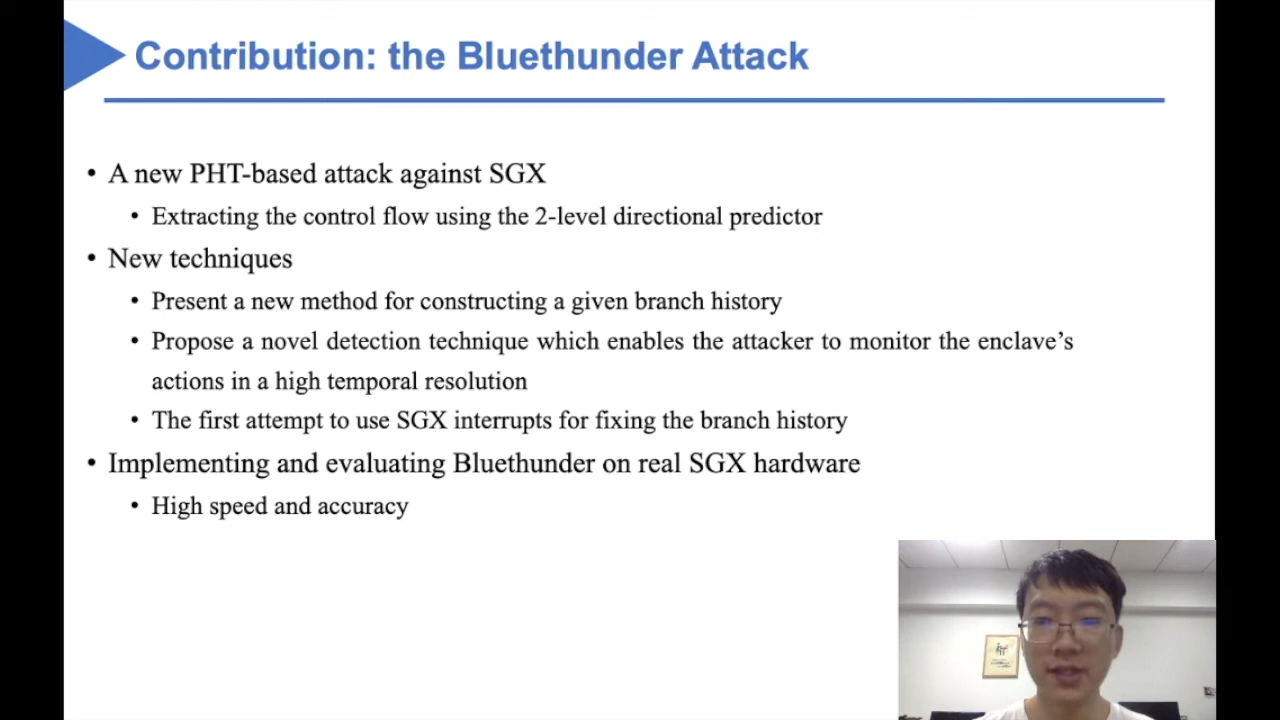 Contribution: the Bluethunder Attack
• A new PHT-based attack against SGX
• Extracting the control flow using the 2-level directional predictor
• New techniques
• Present a new method for constructing a given branch history
• Propose a novel detection technique which enables the attacker to monitor the enclave's
actions in a high temporal resolution
• The first attempt to use SGX interrupts for fixing the branch history
• Implementing and evaluating Bluethunder on real SGX hardware
• High speed and accuracy